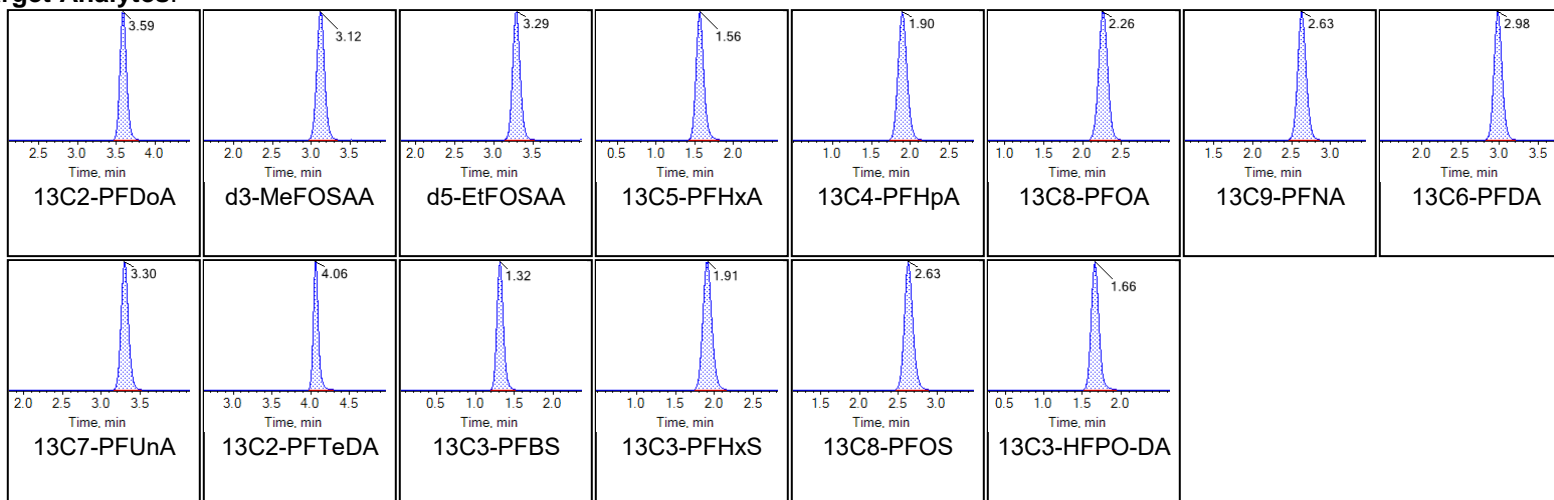 rget Analytes:
3.59 3.12 3.29 1.56 1.90 2.26 2.63 2.98
2.5 3.0 3.5 4.0 2.0 2.5 3.0 3.5 2.0 2.5 3.0 3.5 0.5 1.0 1.5 2.0 1.0 1.5 2.0 2.5 1.0 1.5 2.0 2.5 1.5 2.0 2.5 3.0 2.0 2.5 3.0 3.5
Time, min Time, min Time, min Time, min Time, min Time, min Time, min Time, min
13C2-PFDoA d3-MeFOSAA d5-EtFOSAA 13C5-PFHxA 13C4-PFHpA 13C8-PFOA 13C9-PFNA 13C6-PFDA
3.30 4.06 1.32 1.91 2.63 1.66
2.0 2.5 3.0 3.5 3.0 3.5 4.0 4.5 0.5 1.0 1.5 2.0 1.0 1.5 2.0 2.5 1.5 2.0 2.5 3.0 0.5 1.0 1.5 2.0
Time, min Time, min Time, min Time, min Time, min Time, min
13C7-PFUnA 13C2-PFTeDA 13C3-PFBS 13C3-PFHxS 13C8-PFOS 13C3-HFPO-DA